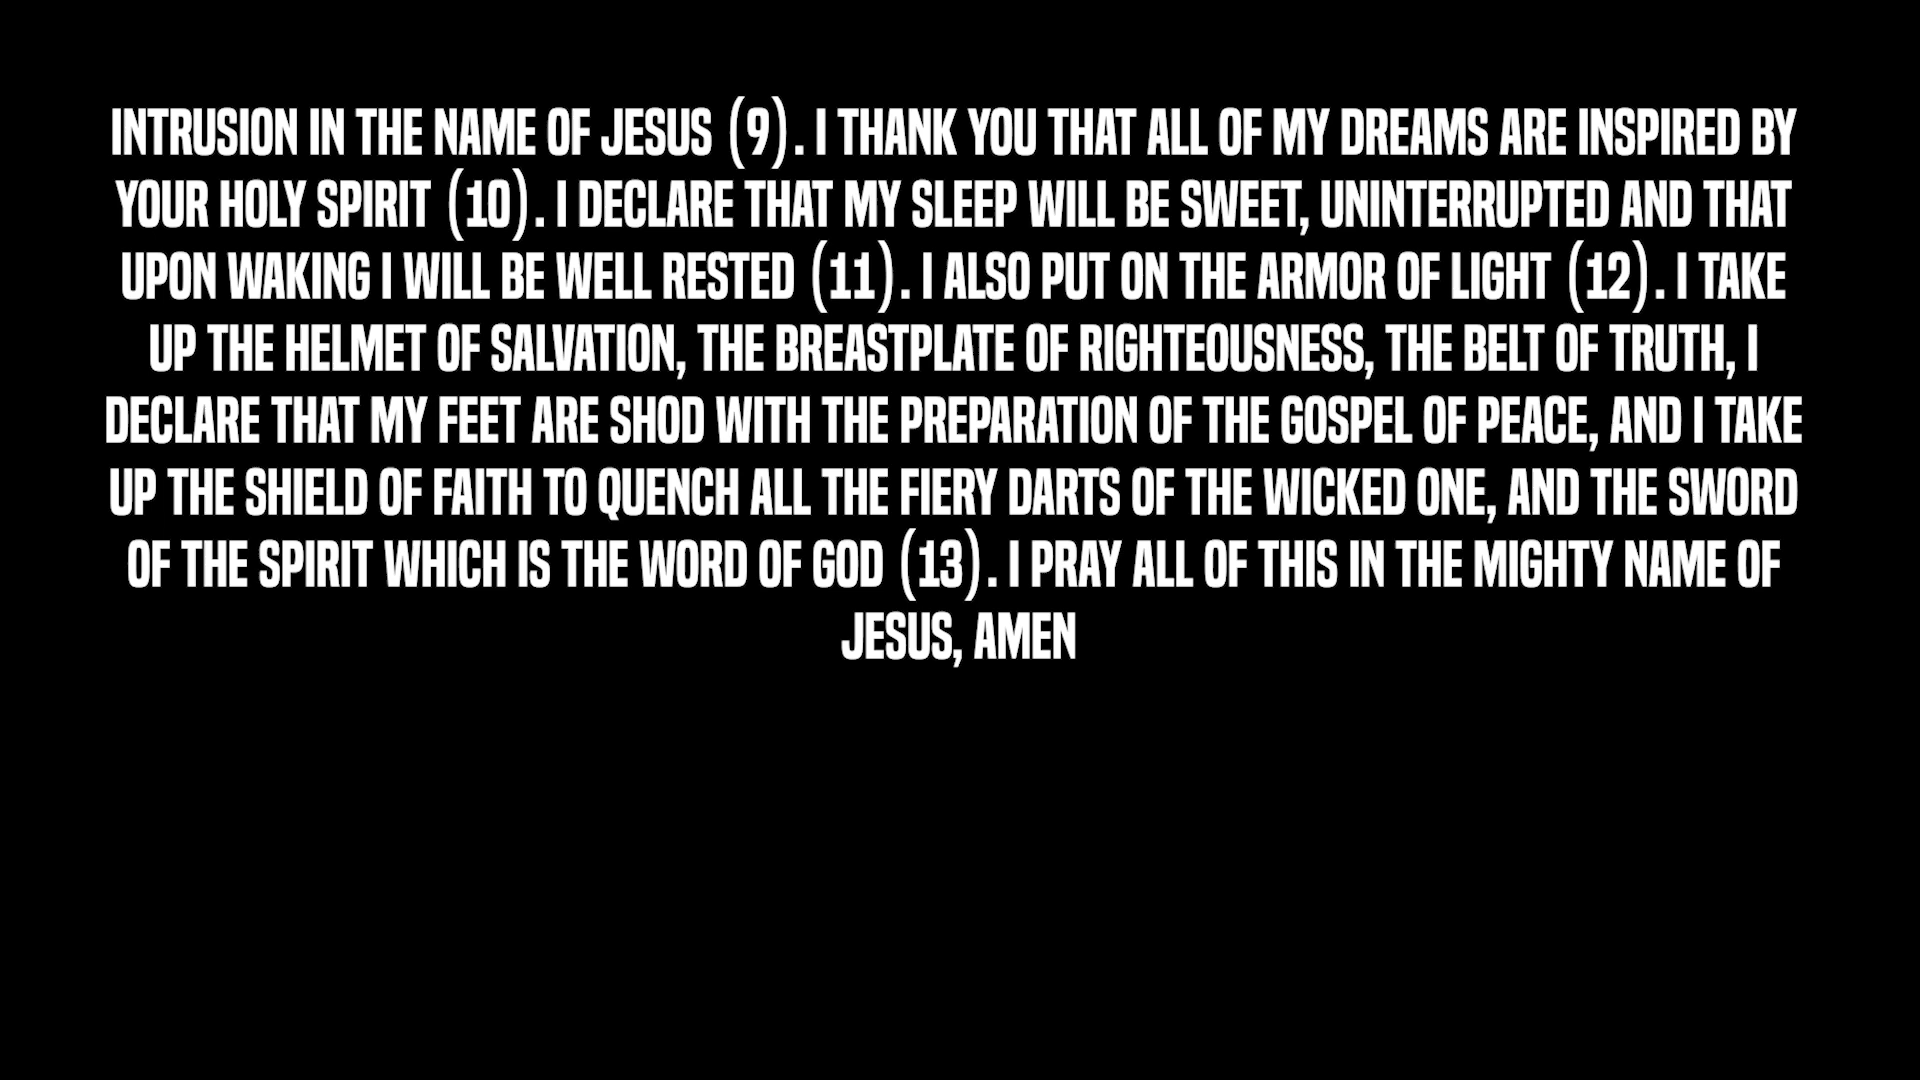 INTRUSION IN THE NAME OF JESUS (9). I THANK YOU THAT ALL OF MY DREAMS ARE INSPIRED BY
YOUR HOLY SPIRIT (10). I DECLARE THAT MY SLEEP WILL BE SWEET, UNINTERRUPTED AND THAT
UPON WAKING I WILL BE WELL RESTED (11). I ALSO PUT ON THE ARMOR OF LIGHT (12). I TAKE
UP THE HELMET OF SALVATION, THE BREASTPLATE OF RIGHTEOUSNESS, THE BELT OF TRUTH, I
DECLARE THAT MY FEET ARE SHOD WITH THE PREPARATION OF THE GOSPEL OF PEACE, AND I TAKE
UP THE SHIELD OF FAITH TO QUENCH ALL THE FIERY DARTS OF THE WICKED ONE, AND THE SWORD
OF THE SPIRIT WHICH IS THE WORD OF GOD (13). I PRAY ALL OF THIS IN THE MIGHTY NAME OF
JESUS, AMEN